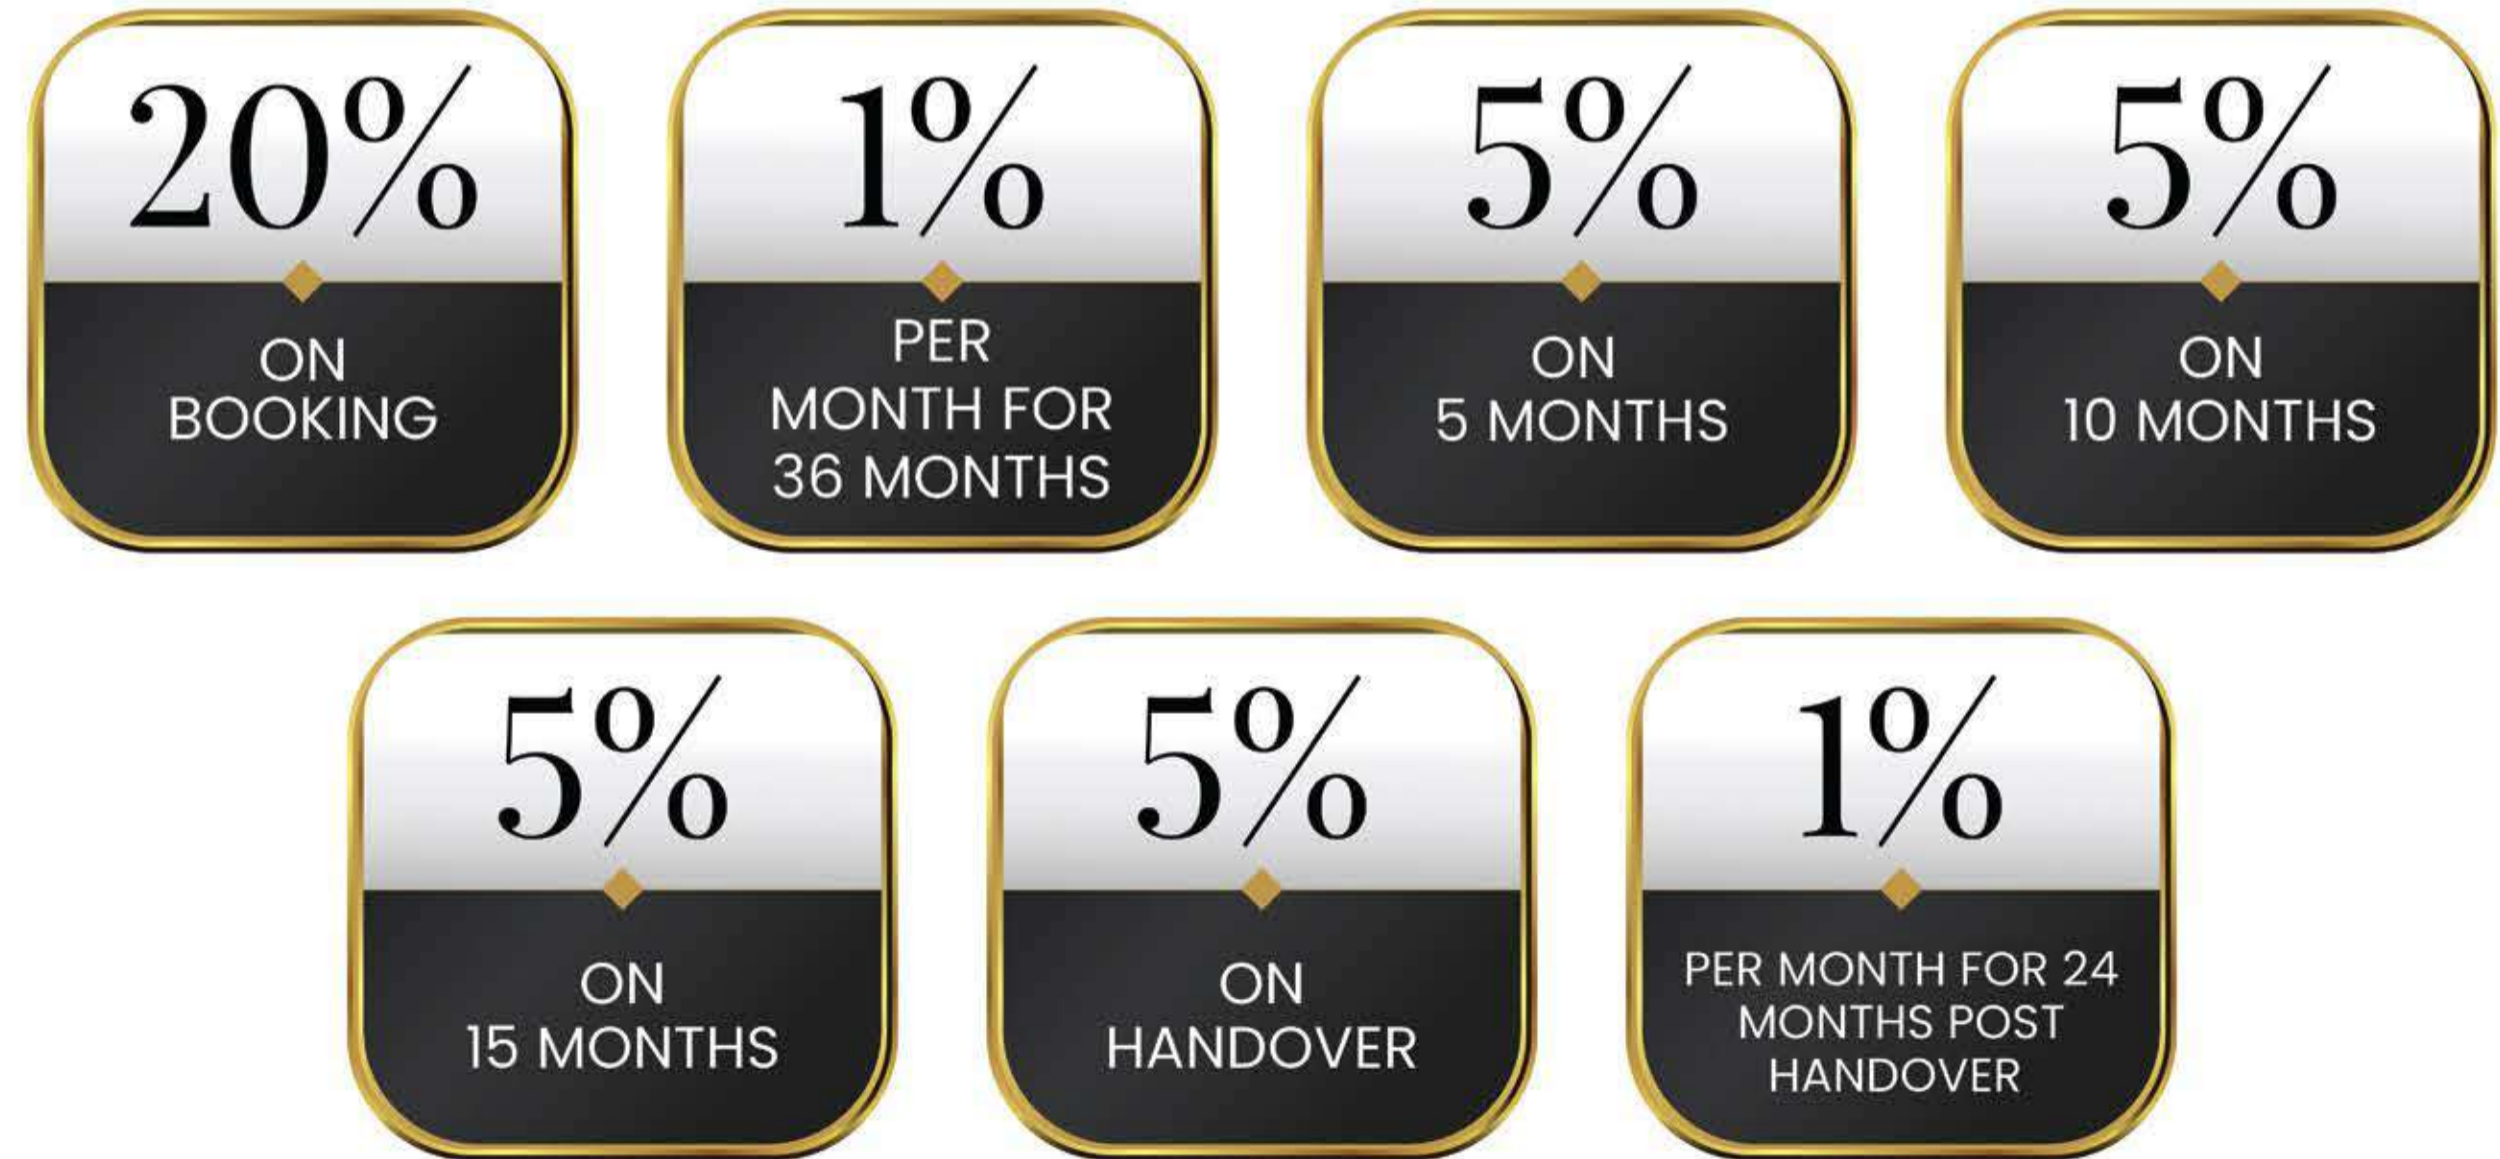 20%
ON
BOOKING
1%
PER
MONTH FOR
36 MONTHS
5%
ON
5 MONTHS
5%
ON
10 MONTHS
5%
ON
15 MONTHS
5%
ON
HANDOVER
1%
PER MONTH FOR 24
MONTHS POST
HANDOVER